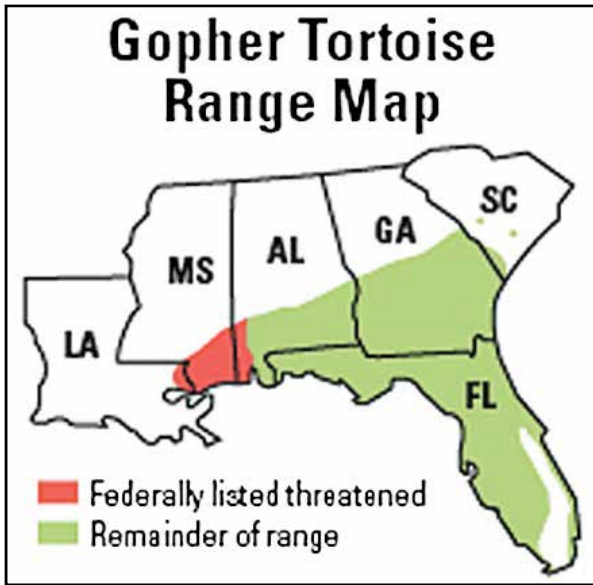 Gopher Tortoise
Range Map
SC
GA
AL
MS
LA
FL
Federally listed threatened
Remainder of range